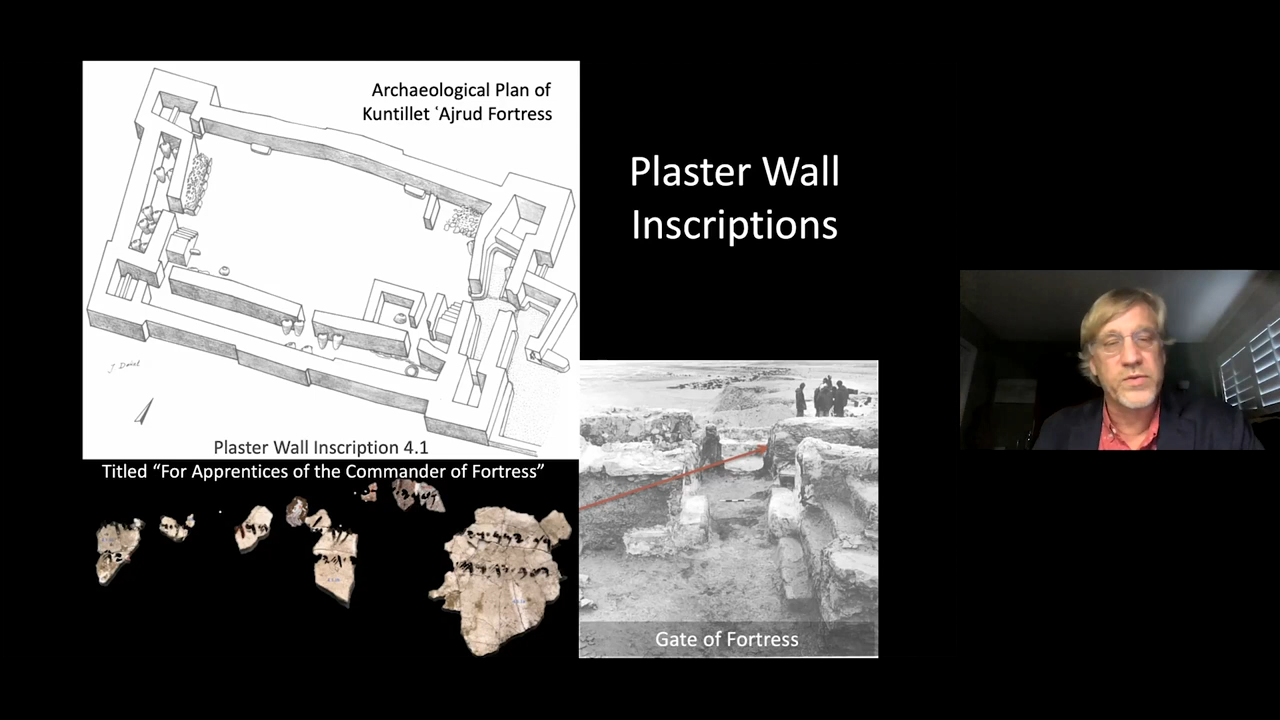 Archaeological Plan of
Kuntillet ʿAjrud Fortress
Plaster Wall
Inscriptions
Plaster Wall Inscription 4.1
Titled “For Apprentices of the Commander of Fortress”
Gate of Fortress